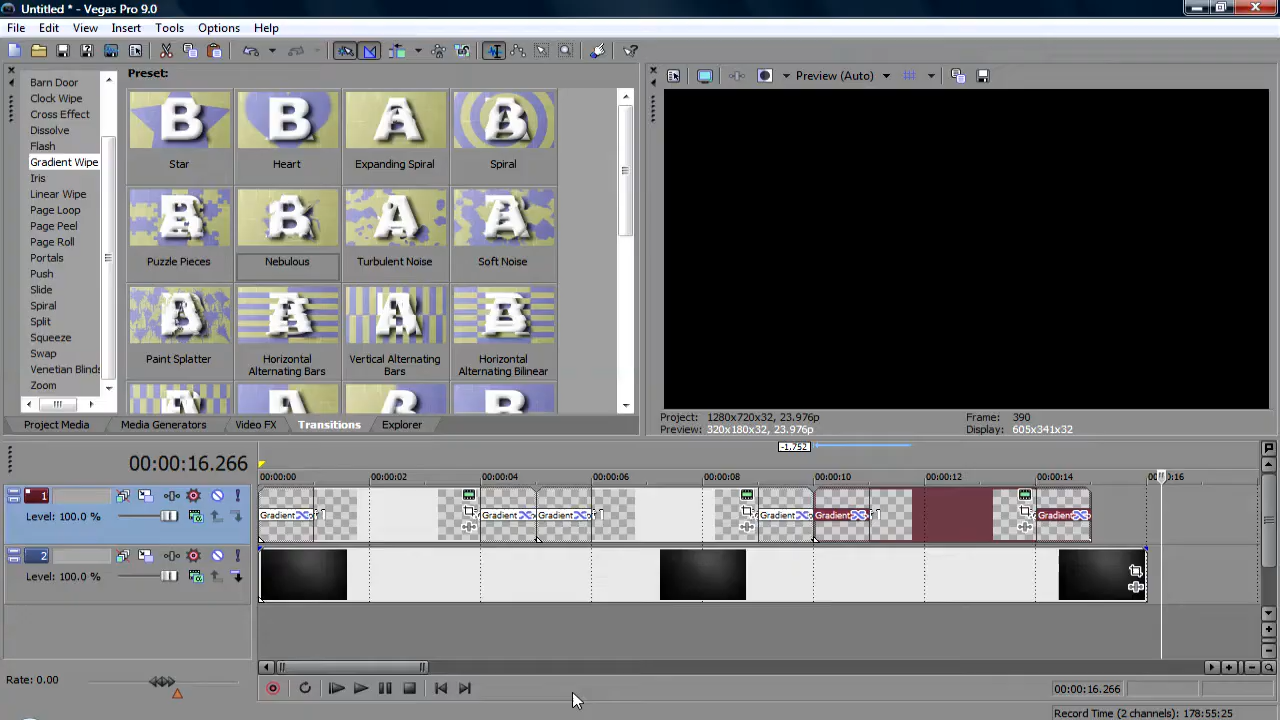 Untitled * - Vegas Pro 9.0
File Edit View Insert Tools Options Help
Barn Door
Clock Wipe
Cross Effect
Dissolve
Flash
Gradient Wipe
Iris
Linear Wipe
Page Loop
Page Peel
Page Roll
Portals
Push
Slide
Spiral
Split
Squeeze
Swap
Venetian Blinds
Zoom
Preset:
Star Heart Expanding Spiral Spiral
Puzzle Pieces Nebulous Turbulent Noise Soft Noise
Paint Splatter Horizontal Alternating Bars Vertical Alternating Bars Horizontal Alternating Bilinear
Project Media Media Generators Video FX Transitions Explorer
Preview (Auto)
Project: 1280x720x32, 23.976p Frame: 390
Preview: 320x180x32, 23.976p Display: 605x341x32
-1.752
00:00:16.266
00:00:00 00:00:02 00:00:04 00:00:06 00:00:08 00:00:10 00:00:12 00:00:14 00:00:16
1
Level: 100.0 %
Gradient Gradient Gradient Gradient Gradient Gradient
2
Level: 100.0 %
Rate: 0.00
00:00:16.266
Record Time (2 channels): 178:55:25